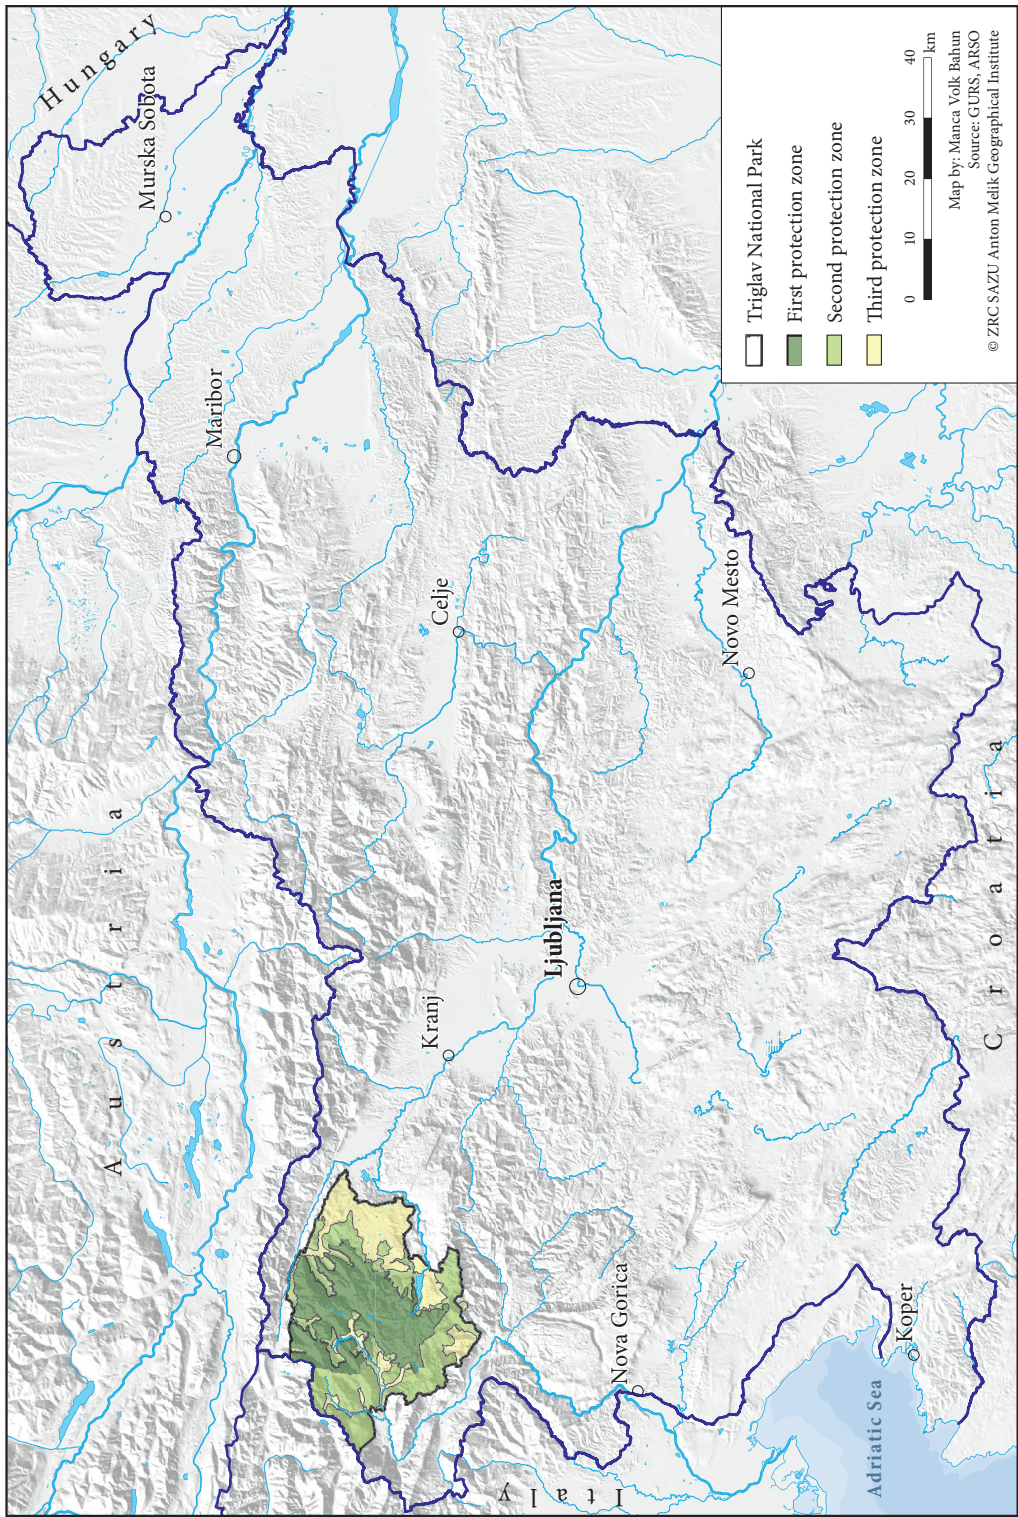 Hungary
Murska Sobota
Maribor
Austria
Celje
Novo Mesto
Ljubljana
Kranj
Croatia
Nova Gorica
Koper
Italy
Adriatic Sea
Triglav National Park
First protection zone
Second protection zone
Third protection zone
0 10 20 30 40
km
Map by: Manca Volk Bahun
Source: GURS, ARSO
© ZRC SAZU Anton Melik Geographical Institute